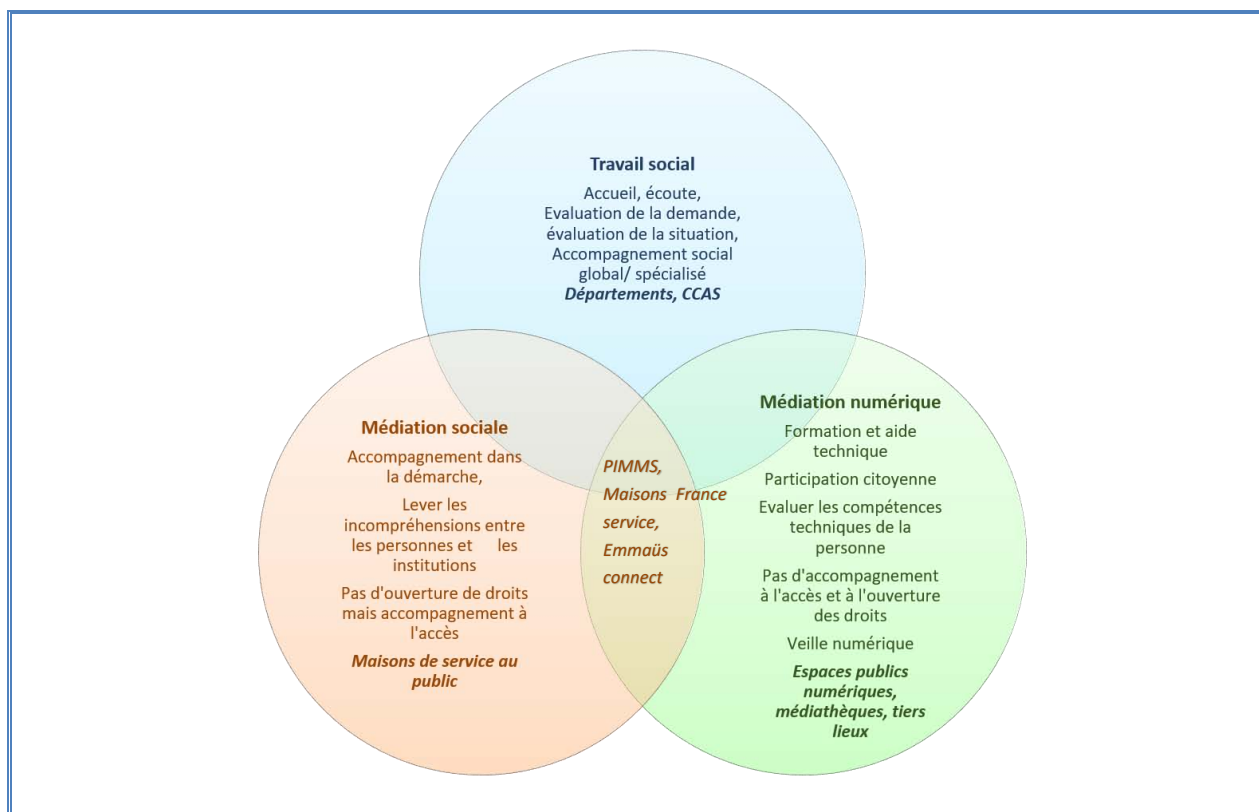 Travail social
Accueil, écoute,
Evaluation de la demande,
évaluation de la situation,
Accompagnement social
global/ spécialisé
Départements, CCAS
Médiation sociale
Accompagnement dans
la démarche,
Lever les
incompréhensions entre
les personnes et les
institutions
Pas d'ouverture de droits
mais accompagnement à
l'accès
Maisons de service au
public
PIMMS,
Maisons France
service,
Emmaüs
connect
Médiation numérique
Formation et aide
technique
Participation citoyenne
Evaluer les compétences
techniques de la
personne
Pas d'accompagnement
à l'accès et à l'ouverture
des droits
Veille numérique
Espaces publics
numériques,
médiathèques, tiers
lieux